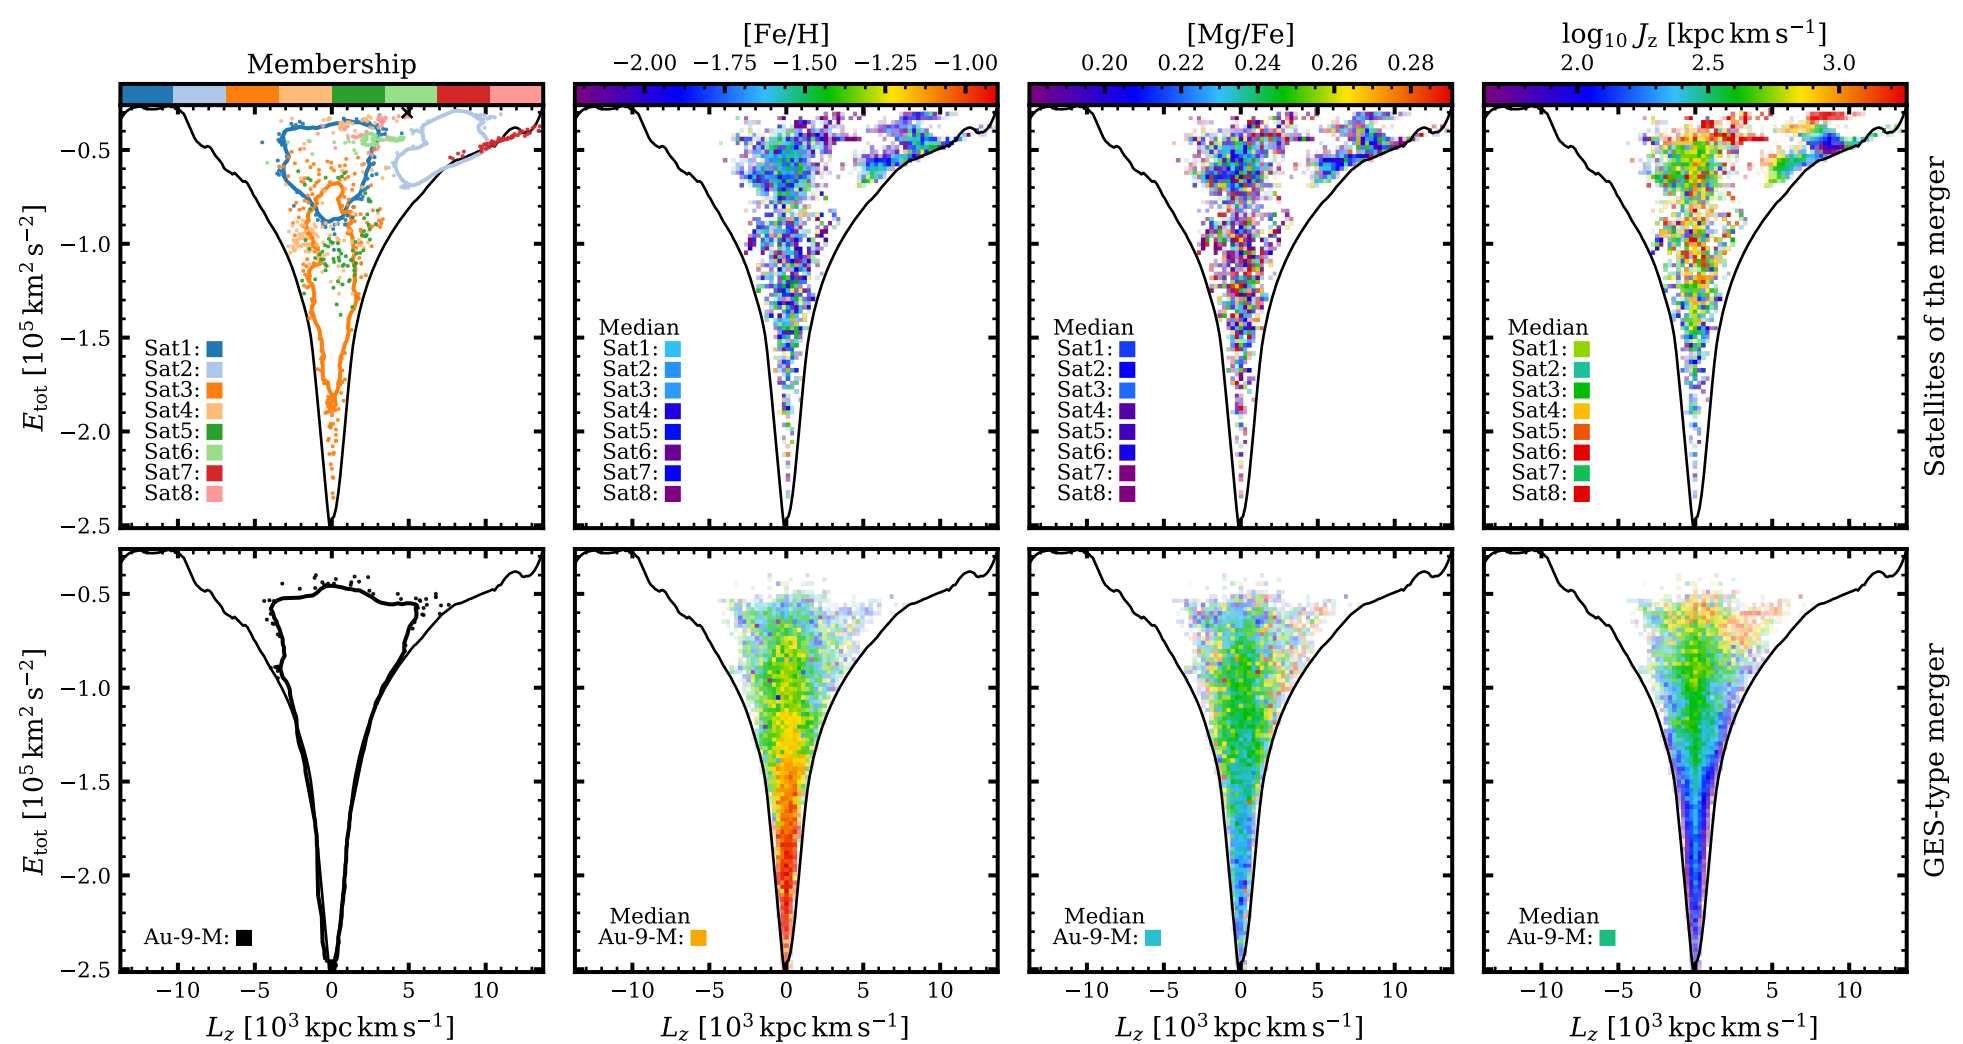 Membership
[Fe/H]
−2.00 −1.75 −1.50 −1.25 −1.00
[Mg/Fe]
0.20 0.22 0.24 0.26 0.28
log₁₀ J_z [kpc km s⁻¹]
2.0 2.5 3.0
E_tot [10⁵ km² s⁻²]
−0.5
−1.0
−1.5
−2.0
−2.5
Sat1:
Sat2:
Sat3:
Sat4:
Sat5:
Sat6:
Sat7:
Sat8:
Median
Sat1:
Sat2:
Sat3:
Sat4:
Sat5:
Sat6:
Sat7:
Sat8:
Median
Sat1:
Sat2:
Sat3:
Sat4:
Sat5:
Sat6:
Sat7:
Sat8:
Median
Sat1:
Sat2:
Sat3:
Sat4:
Sat5:
Sat6:
Sat7:
Sat8:
Satellites of the merger
E_tot [10⁵ km² s⁻²]
−0.5
−1.0
−1.5
−2.0
−2.5
Au-9-M:
Median
Au-9-M:
Median
Au-9-M:
Median
Au-9-M:
GES-type merger
−10 −5 0 5 10
−10 −5 0 5 10
−10 −5 0 5 10
−10 −5 0 5 10
L_z [10³ kpc km s⁻¹]
L_z [10³ kpc km s⁻¹]
L_z [10³ kpc km s⁻¹]
L_z [10³ kpc km s⁻¹]